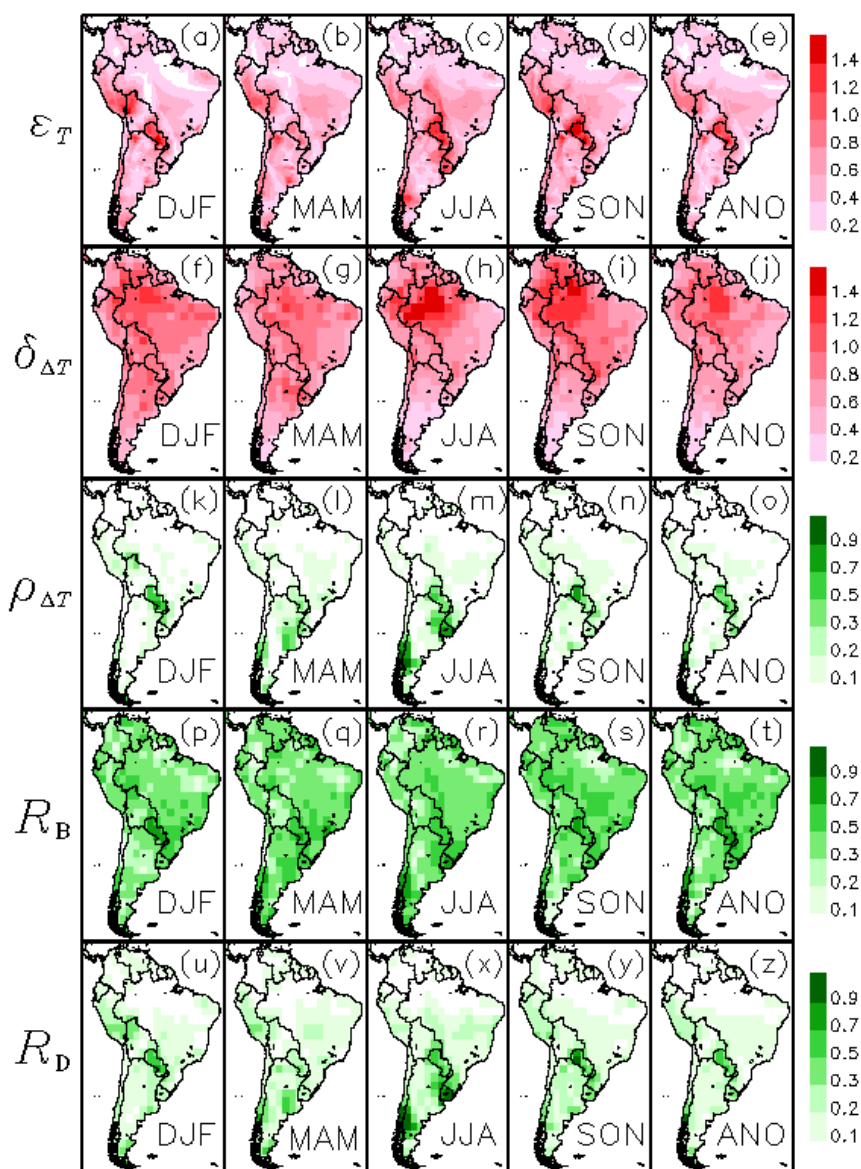 (a) (b) (c) (d) (e)
1.4
1.2
1.0
0.8
0.6
0.4
0.2
ε_T
DJF MAM JJA SON ANO
(f) (g) (h) (i) (j)
1.4
1.2
1.0
0.8
0.6
0.4
0.2
δ_ΔT
DJF MAM JJA SON ANO
(k) (l) (m) (n) (o)
0.9
0.7
0.5
0.3
0.2
0.1
ρ_ΔT
DJF MAM JJA SON ANO
(p) (q) (r) (s) (t)
0.9
0.7
0.5
0.3
0.2
0.1
R_B
DJF MAM JJA SON ANO
(u) (v) (x) (y) (z)
0.9
0.7
0.5
0.3
0.2
0.1
R_D
DJF MAM JJA SON ANO